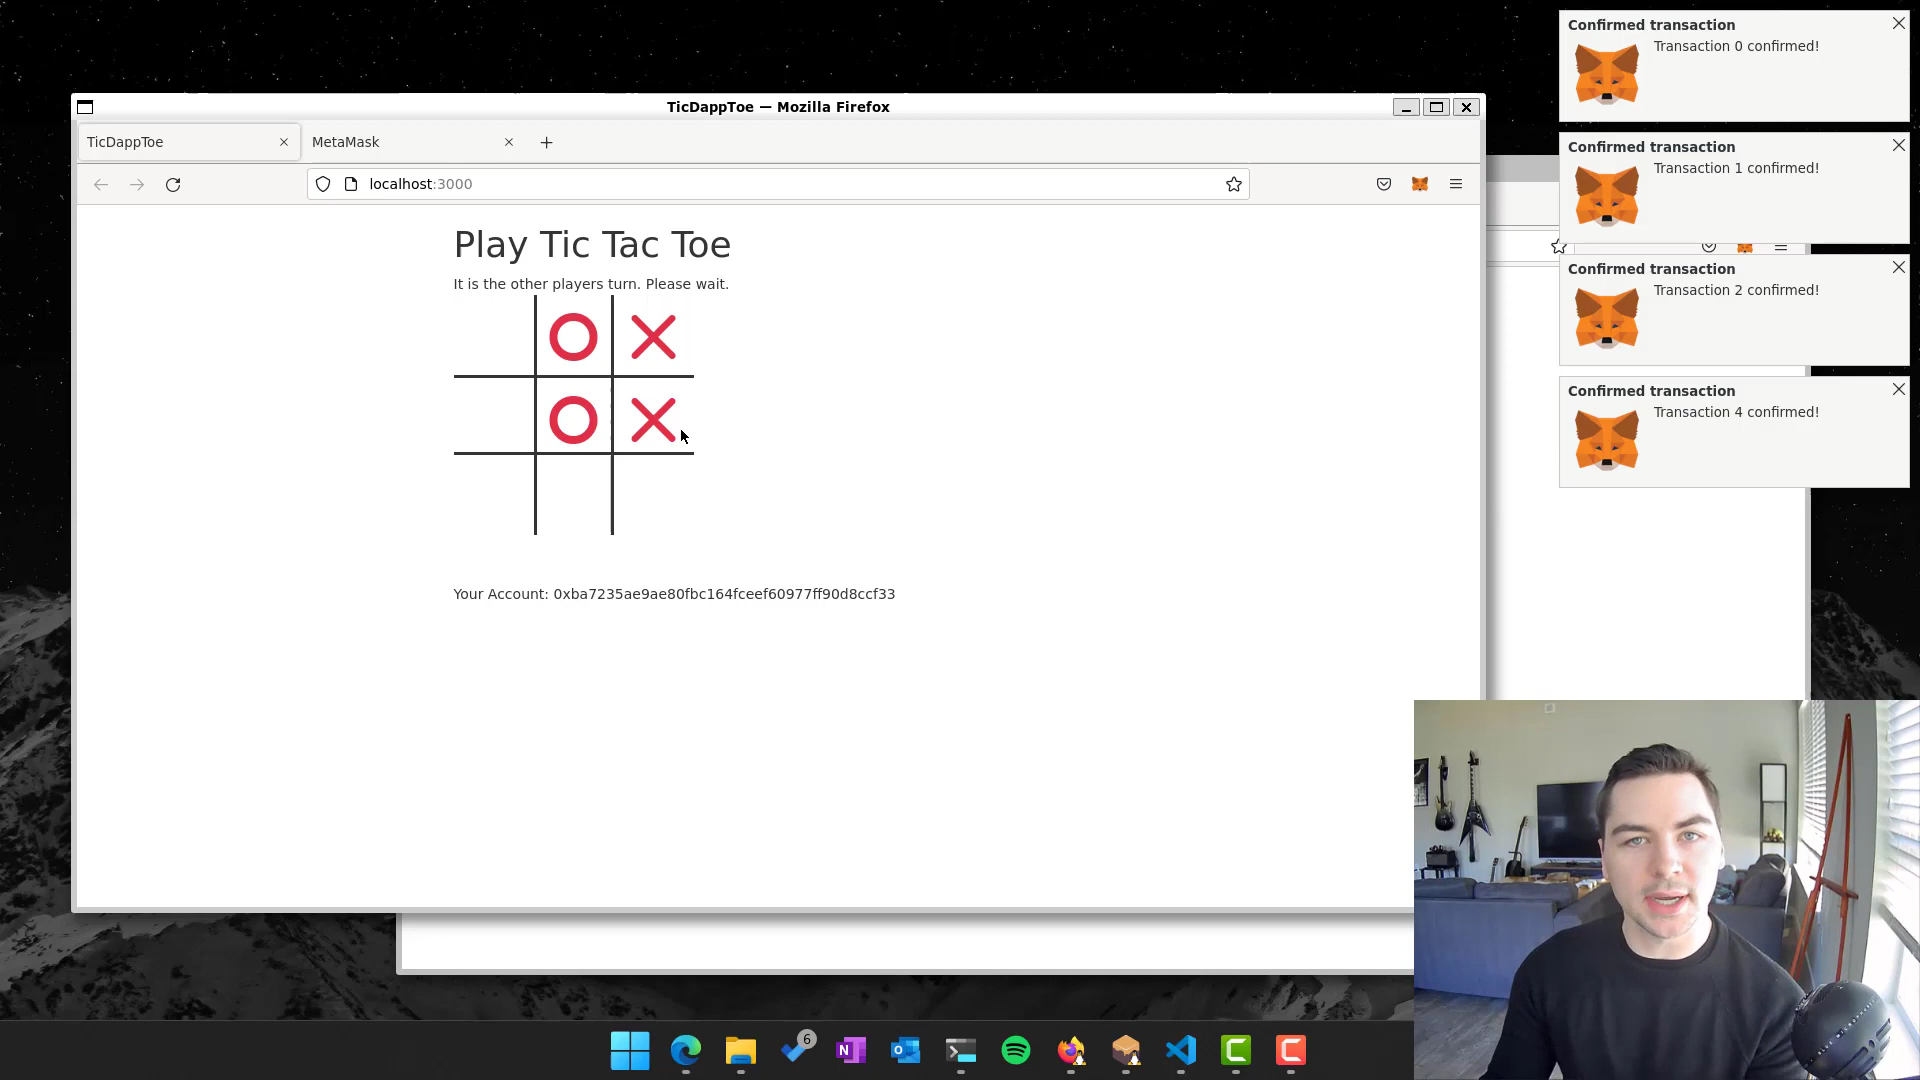 TicDappToe — Mozilla Firefox
TicDappToe
MetaMask
localhost:3000
Play Tic Tac Toe
It is the other players turn. Please wait.
Your Account: 0xba7235ae9ae80fbc164fceef60977ff90d8ccf33
Confirmed transaction
Transaction 0 confirmed!
Confirmed transaction
Transaction 1 confirmed!
Confirmed transaction
Transaction 2 confirmed!
Confirmed transaction
Transaction 4 confirmed!
6